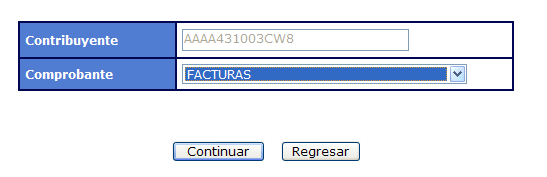 Contribuyente AAAA431003CW8
Comprobante FACTURAS
Continuar Regresar